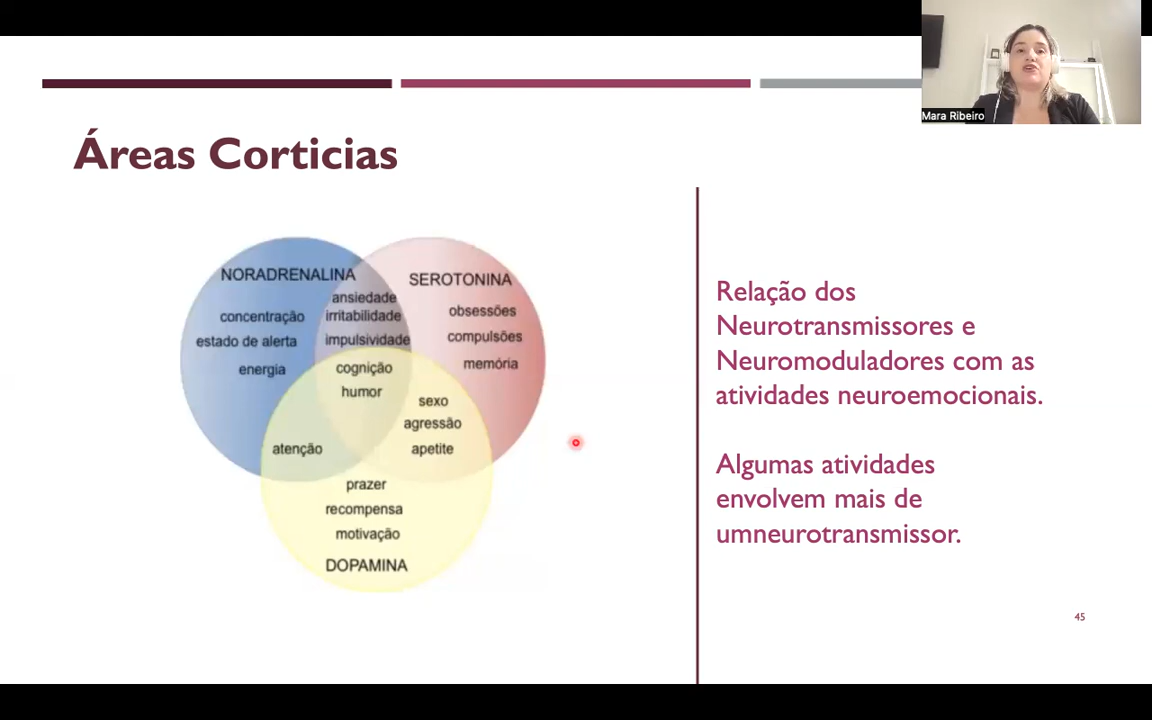 Mara Ribeiro
Áreas Corticias
NORADRENALINA
concentração
estado de alerta
energia
ansiedade
irritabilidade
impulsividade
SEROTONINA
obsessões
compulsões
memória
cognição
humor
sexo
agressão
apetite
atenção
prazer
recompensa
motivação
DOPAMINA
Relação dos
Neurotransmissores e
Neuromoduladores com as
atividades neuroemocionais.
Algumas atividades
envolvem mais de
umneurotransmissor.
45